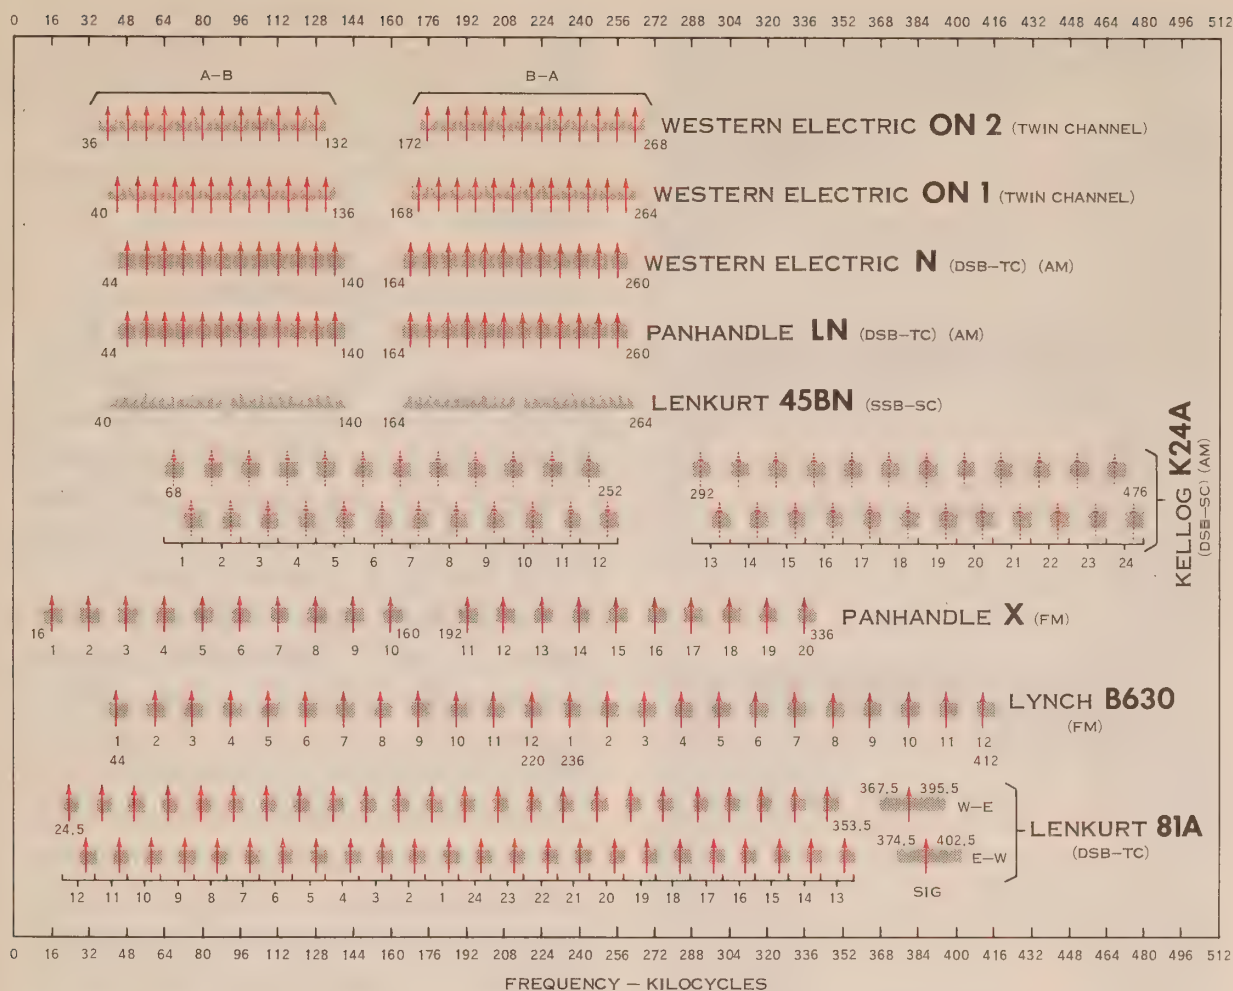 0 16 32 48 64 80 96 112 128 144 160 176 192 208 224 240 256 272 288 304 320 336 352 368 384 400 416 432 448 464 480 496 512
A-B B-A
36 132 172 268 WESTERN ELECTRIC ON 2 (TWIN CHANNEL)
40 136 168 264 WESTERN ELECTRIC ON 1 (TWIN CHANNEL)
44 140 164 260 WESTERN ELECTRIC N (DSB-TC) (AM)
44 140 164 260 PANHANDLE LN (DSB-TC) (AM)
40 140 164 264 LENKURT 45BN (SSB-SC)
68 252 292 476
1 2 3 4 5 6 7 8 9 10 11 12 13 14 15 16 17 18 19 20 21 22 23 24
KELLOG K24A
(DSB-SC) (AM)
16 160 192 336 PANHANDLE X (FM)
1 2 3 4 5 6 7 8 9 10 11 12 13 14 15 16 17 18 19 20
LYNCH B630
(FM)
1 2 3 4 5 6 7 8 9 10 11 12 1 2 3 4 5 6 7 8 9 10 11 12
44 220 236 412
24.5 353.5 367.5 395.5 W-E
374.5 402.5 E-W
LENKURT 81A
(DSB-TC)
12 11 10 9 8 7 6 5 4 3 2 1 24 23 22 21 20 19 18 17 16 15 14 13 SIG
0 16 32 48 64 80 96 112 128 144 160 176 192 208 224 240 256 272 288 304 320 336 352 368 384 400 416 432 448 464 480 496 512
FREQUENCY — KILOCYCLES